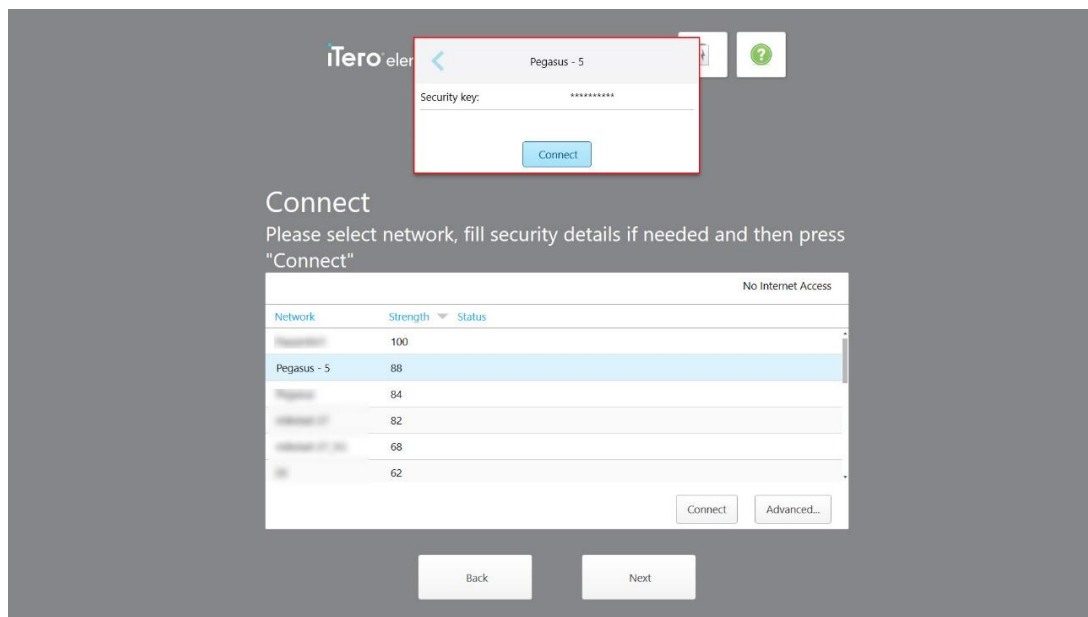 iTero eler
Pegasus - 5
Security key: **********
Connect
Connect
Please select network, fill security details if needed and then press
"Connect"
No Internet Access
Network Strength Status
100
Pegasus - 5 88
84
82
68
62
Connect Advanced...
Back Next